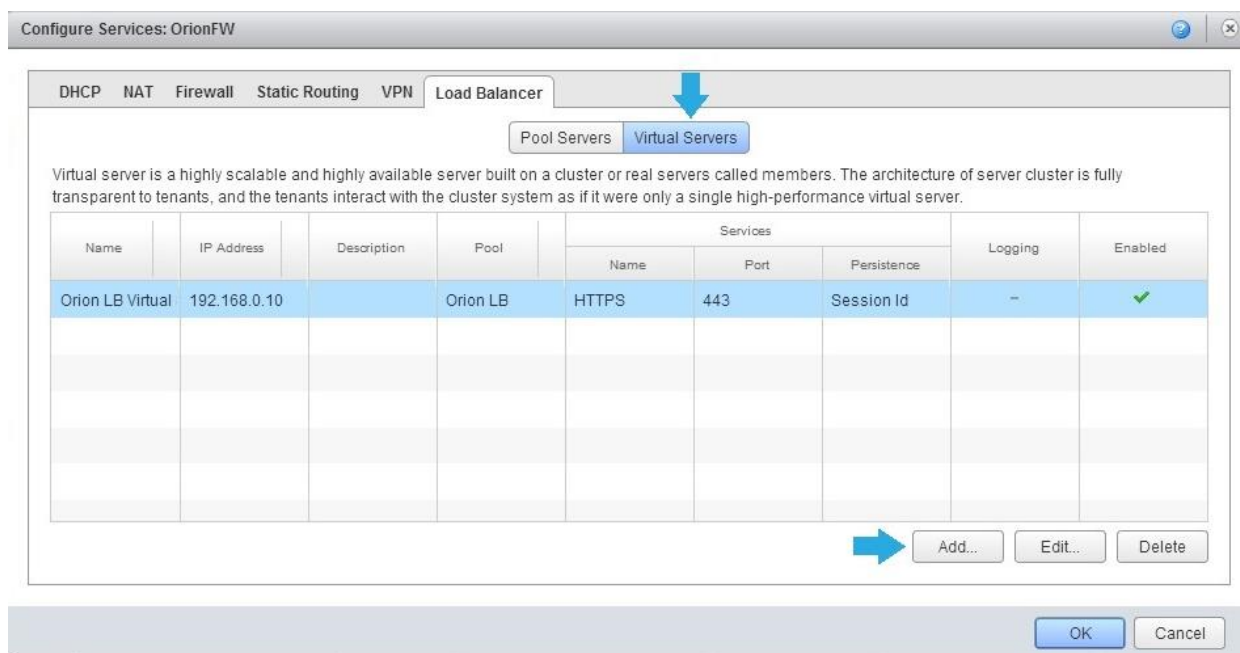 Configure Services: OrionFW
DHCP NAT Firewall Static Routing VPN Load Balancer
Pool Servers Virtual Servers
Virtual server is a highly scalable and highly available server built on a cluster or real servers called members. The architecture of server cluster is fully
transparent to tenants, and the tenants interact with the cluster system as if it were only a single high-performance virtual server.
Services
Name IP Address Description Pool Logging Enabled
Name Port Persistence
Orion LB Virtual 192.168.0.10 Orion LB HTTPS 443 Session Id -
Add... Edit... Delete
OK Cancel